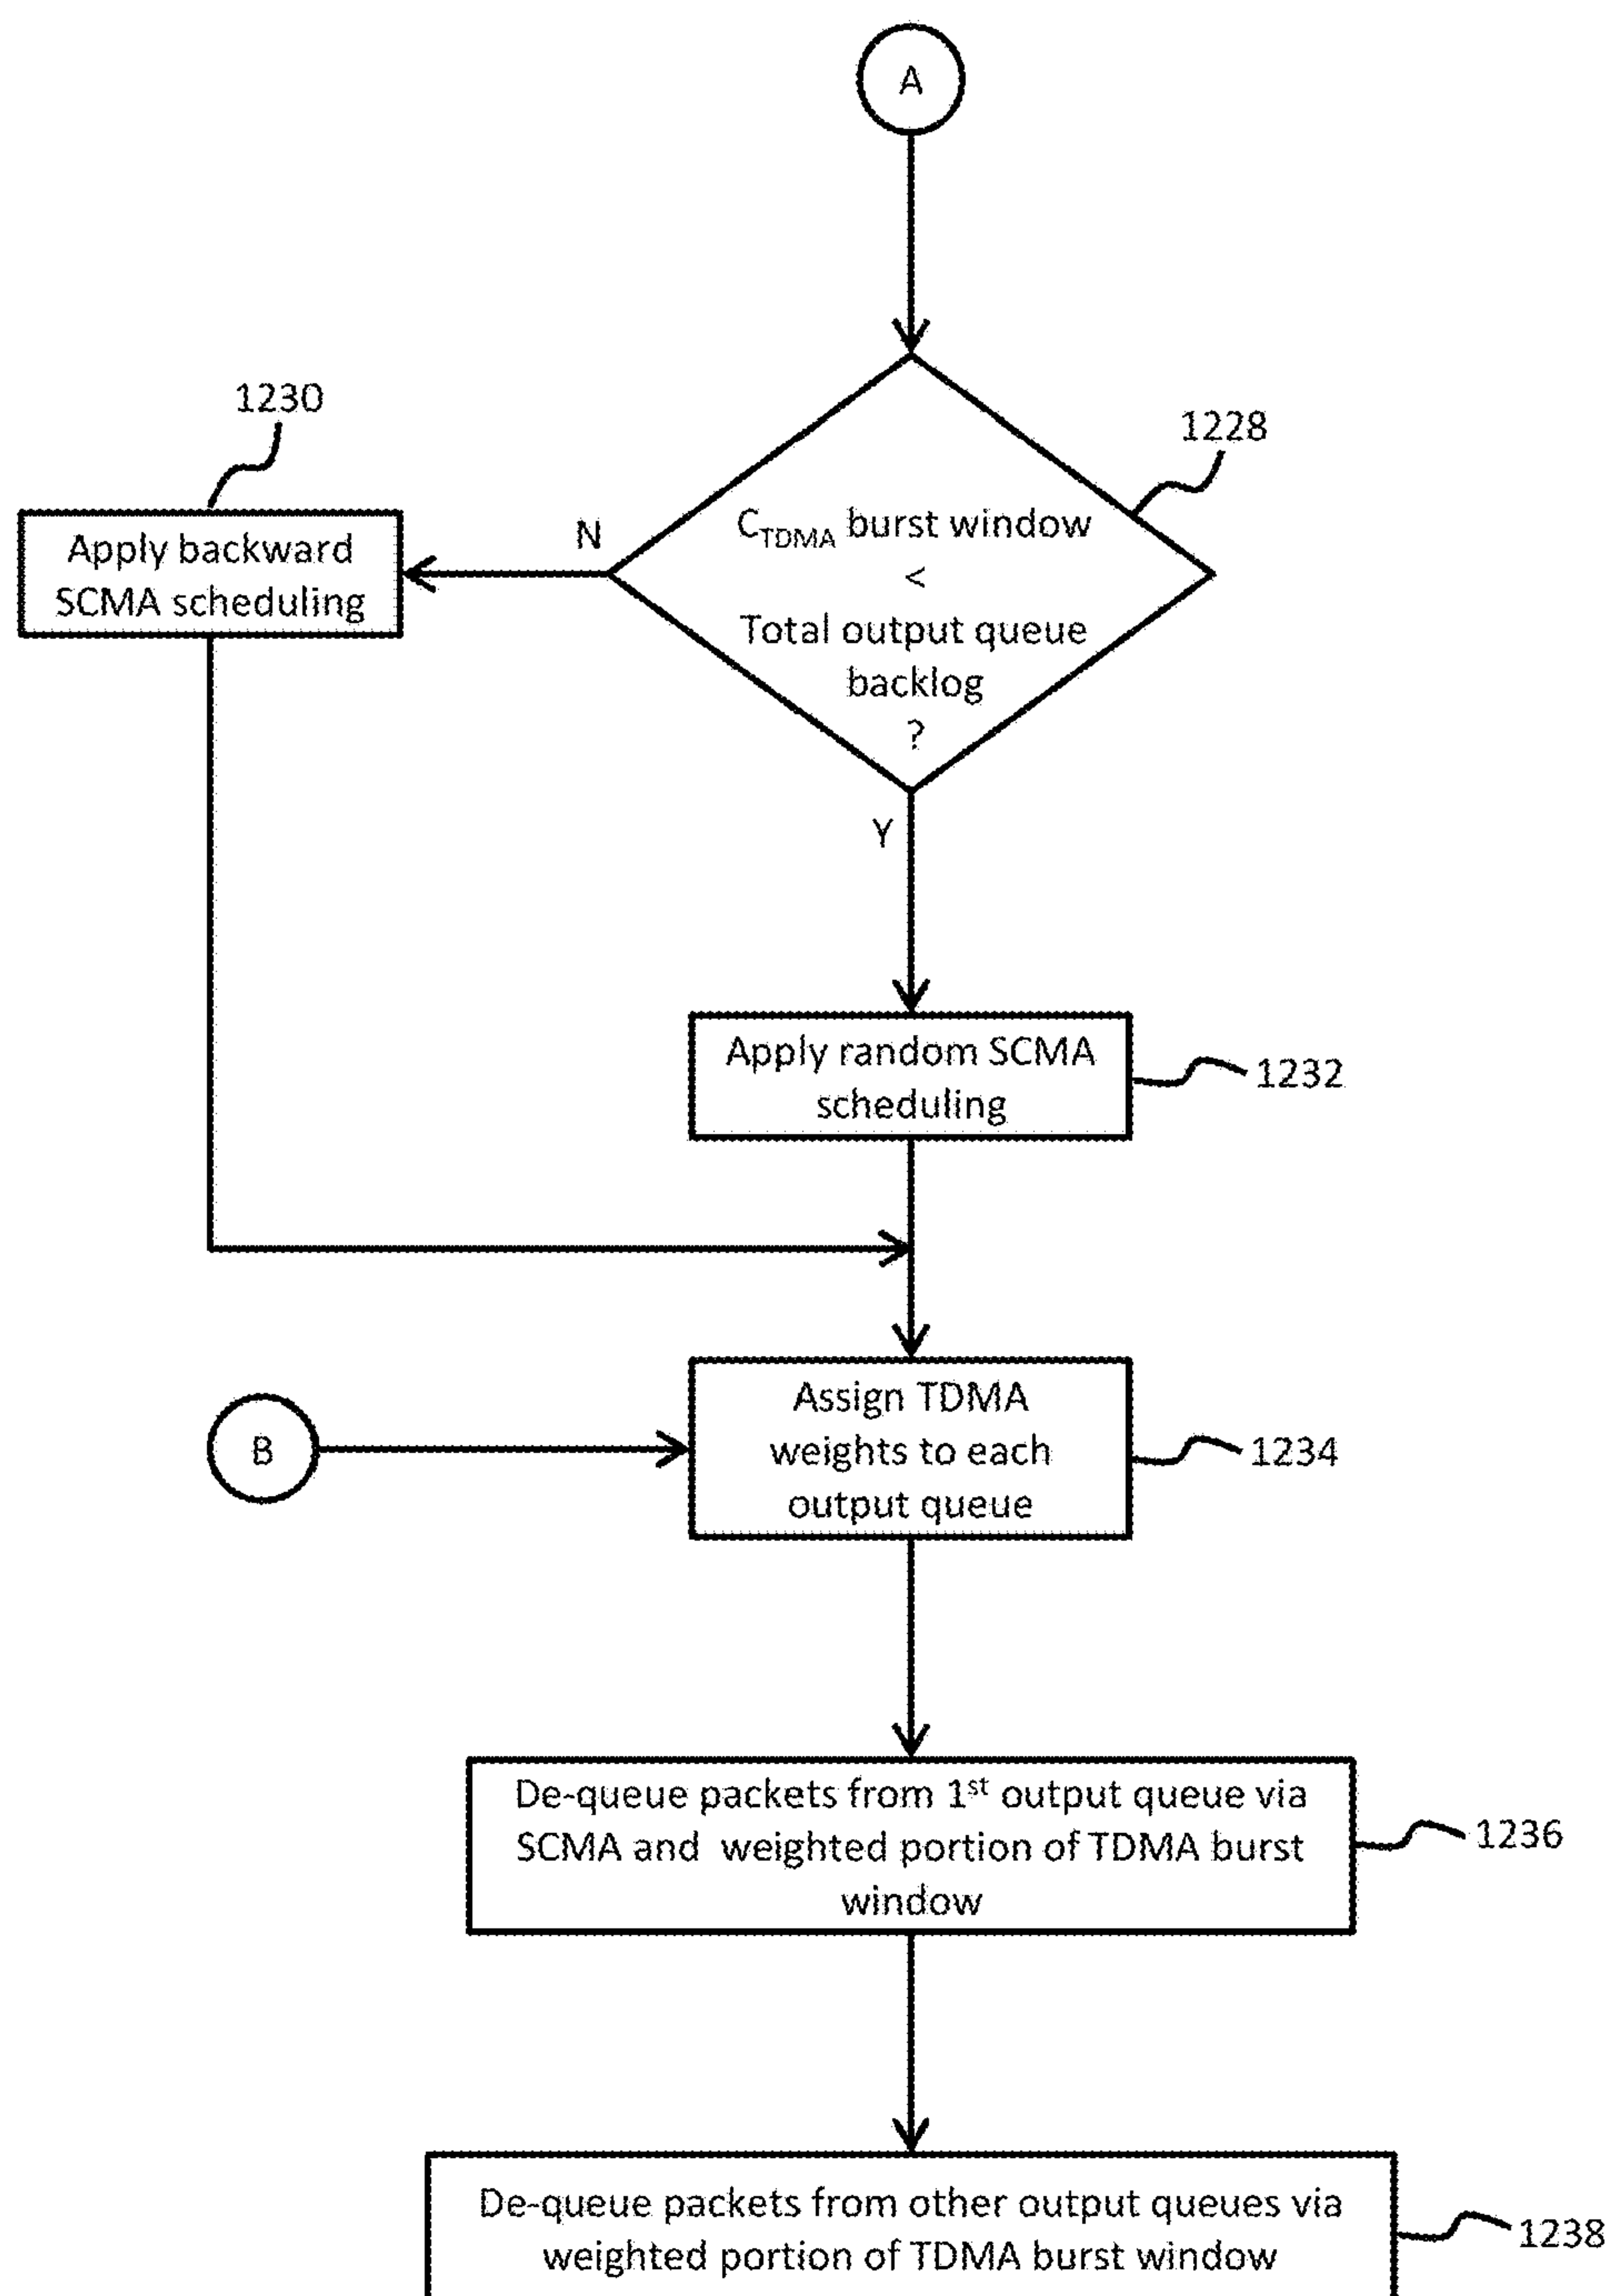 A
1230
1228
Apply backward
SCMA scheduling
N
C_TDMA burst window
<
Total output queue
backlog
?
Y
Apply random SCMA
scheduling
1232
B
Assign TDMA
weights to each
output queue
1234
De-queue packets from 1st output queue via
SCMA and weighted portion of TDMA burst
window
1236
De-queue packets from other output queues via
weighted portion of TDMA burst window
1238